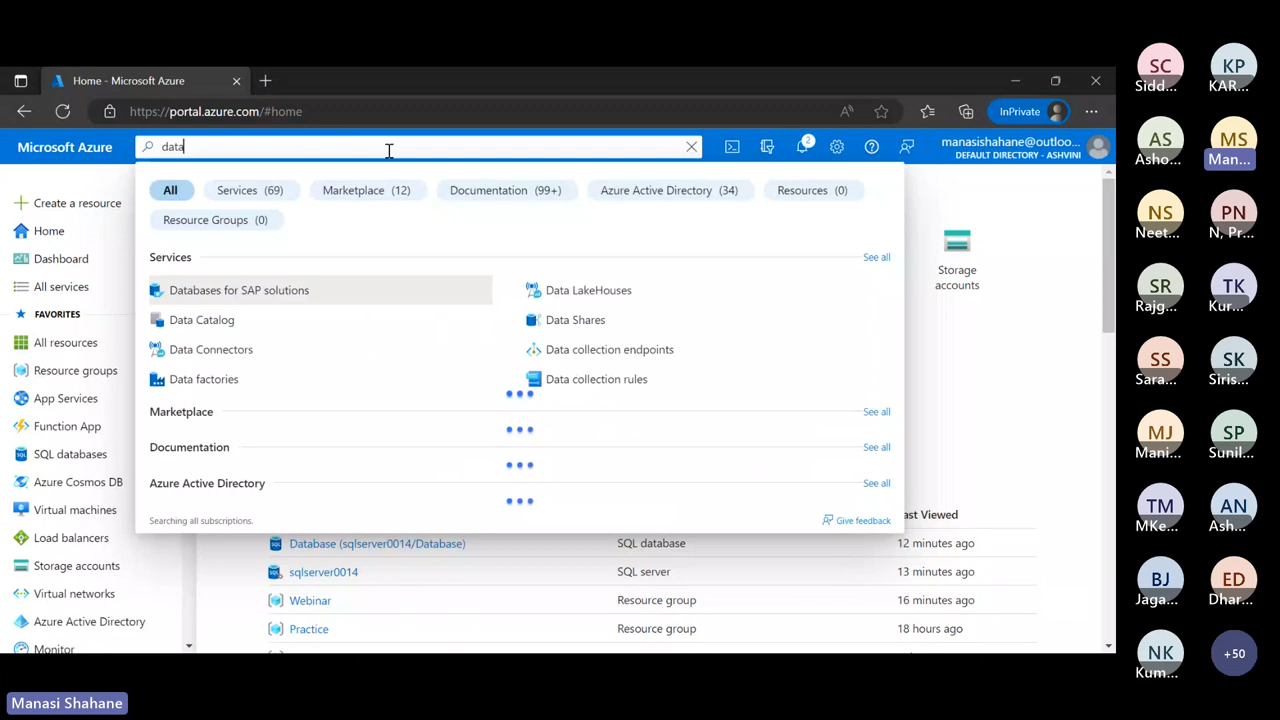 Home - Microsoft Azure
https://portal.azure.com/#home
InPrivate
Microsoft Azure
data
2
manasishahane@outloo...
DEFAULT DIRECTORY - ASHVINI
Create a resource
Home
Dashboard
All services
FAVORITES
All resources
Resource groups
App Services
Function App
SQL databases
Azure Cosmos DB
Virtual machines
Load balancers
Storage accounts
Virtual networks
Azure Active Directory
Monitor
All
Services (69)
Marketplace (12)
Documentation (99+)
Azure Active Directory (34)
Resources (0)
Resource Groups (0)
Services
See all
Databases for SAP solutions
Data LakeHouses
Data Catalog
Data Shares
Data Connectors
Data collection endpoints
Data factories
Data collection rules
Marketplace
See all
Documentation
See all
Azure Active Directory
See all
Searching all subscriptions.
Give feedback
Storage
accounts
ast Viewed
Database (sqlserver0014/Database)
SQL database
12 minutes ago
sqlserver0014
SQL server
13 minutes ago
Webinar
Resource group
16 minutes ago
Practice
Resource group
18 hours ago
SC
Sidd...
KP
KAR...
AS
Asho...
MS
Man...
NS
Neet...
PN
N, Pr...
SR
Rajg...
TK
Kur...
SS
Sara...
SK
Siris...
MJ
Mani...
SP
Sunil...
TM
MKe...
AN
Ash...
BJ
Jaga...
ED
Dhar...
NK
Kum...
+50
Manasi Shahane